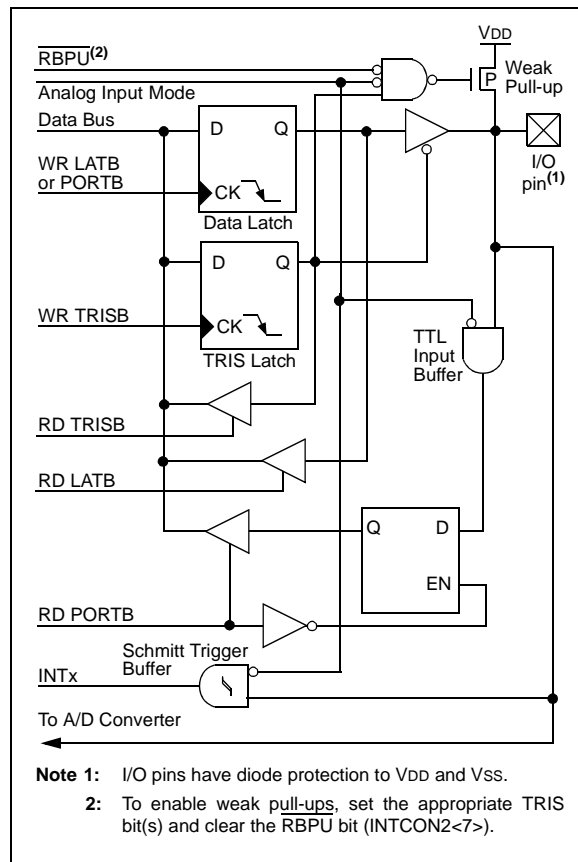 VDD
RBPU(2)
P
Weak
Pull-up
Analog Input Mode
Data Bus
D
Q
I/O
pin(1)
WR LATB
or PORTB
CK
Data Latch
D
Q
WR TRISB
CK
TRIS Latch
TTL
Input
Buffer
RD TRISB
RD LATB
Q
D
EN
RD PORTB
Schmitt Trigger
Buffer
INTx
To A/D Converter
Note 1: I/O pins have diode protection to VDD and VSS.
2: To enable weak pull-ups, set the appropriate TRIS
bit(s) and clear the RBPU bit (INTCON2<7>).